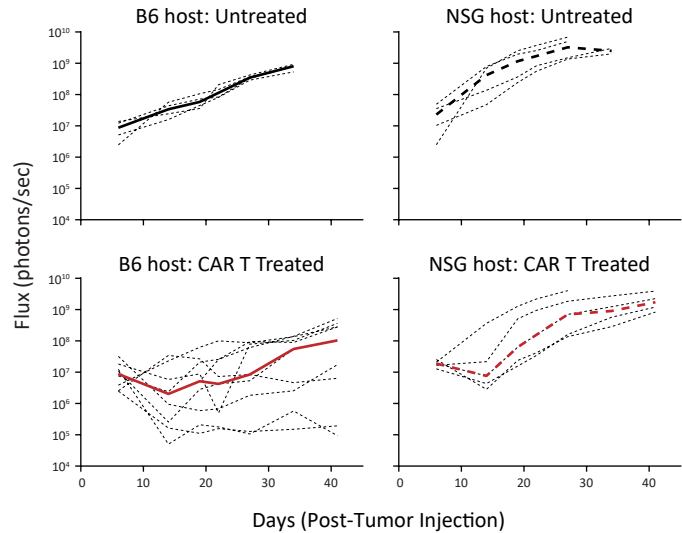 B6 host: Untreated
NSG host: Untreated
10¹⁰
10⁹
10⁸
10⁷
10⁶
10⁵
10⁴
B6 host: CAR T Treated
NSG host: CAR T Treated
10¹⁰
10⁹
10⁸
10⁷
10⁶
10⁵
10⁴
Flux (photons/sec)
0 10 20 30 40
0 10 20 30 40
Days (Post-Tumor Injection)